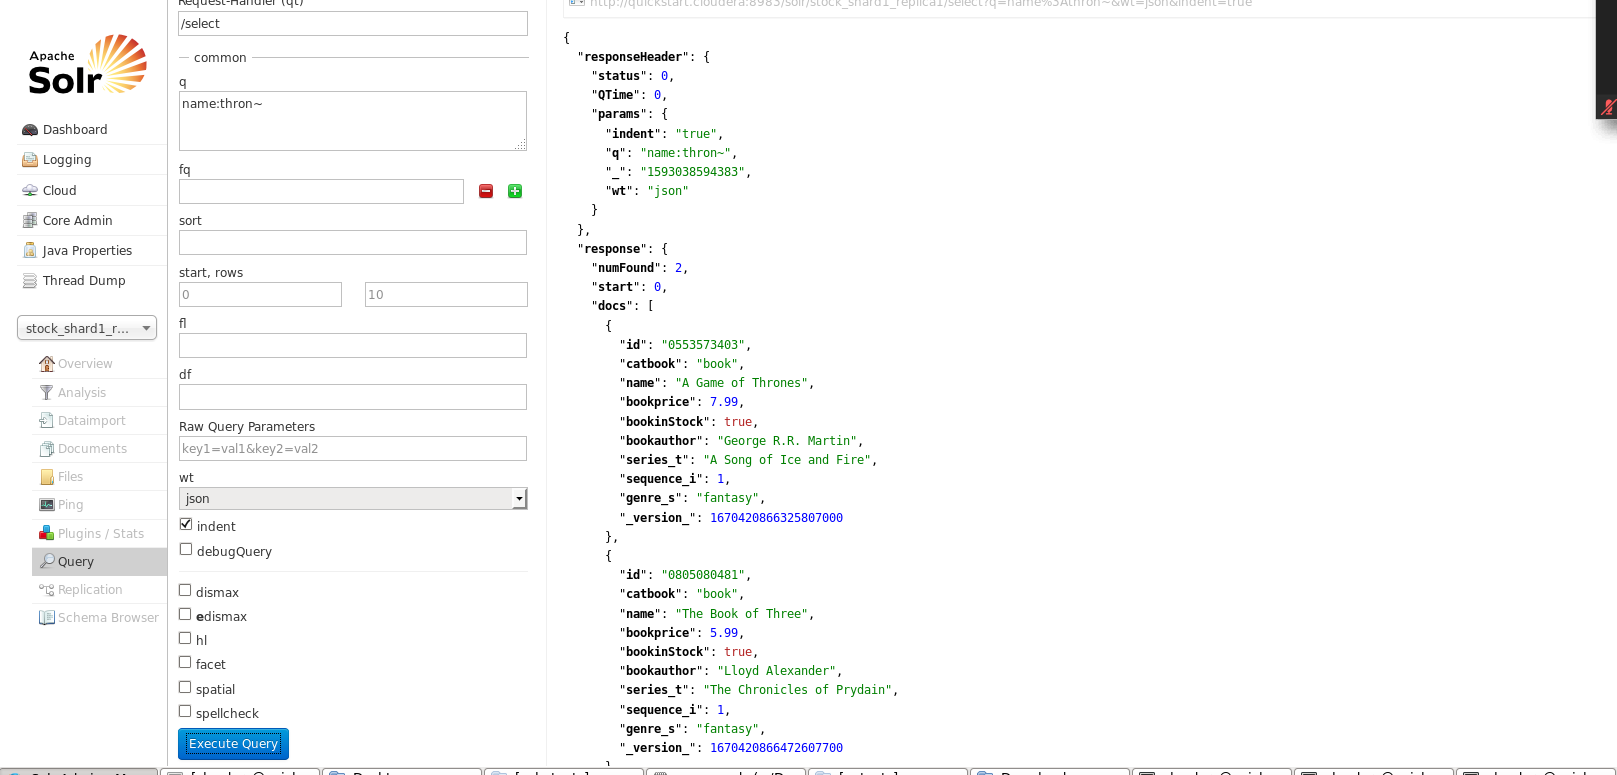 Request-Handler (qt)
/select
common
q
name:thron~
fq
sort
start, rows
0
10
fl
df
Raw Query Parameters
key1=val1&key2=val2
wt
json
indent
debugQuery
dismax
edismax
hl
facet
spatial
spellcheck
Execute Query
Apache
Solr
Dashboard
Logging
Cloud
Core Admin
Java Properties
Thread Dump
stock_shard1_r...
Overview
Analysis
Dataimport
Documents
Files
Ping
Plugins / Stats
Query
Replication
Schema Browser
http://quickstart.cloudera:8983/solr/stock_shard1_replica1/select?q=name%3Athron~&wt=json&indent=true
{
"responseHeader": {
"status": 0,
"QTime": 0,
"params": {
"indent": "true",
"q": "name:thron~",
"_": "1593038594383",
"wt": "json"
}
},
"response": {
"numFound": 2,
"start": 0,
"docs": [
{
"id": "0553573403",
"catbook": "book",
"name": "A Game of Thrones",
"bookprice": 7.99,
"bookinStock": true,
"bookauthor": "George R.R. Martin",
"series_t": "A Song of Ice and Fire",
"sequence_i": 1,
"genre_s": "fantasy",
"_version_": 1670420866325807000
},
{
"id": "0805080481",
"catbook": "book",
"name": "The Book of Three",
"bookprice": 5.99,
"bookinStock": true,
"bookauthor": "Lloyd Alexander",
"series_t": "The Chronicles of Prydain",
"sequence_i": 1,
"genre_s": "fantasy",
"_version_": 1670420866472607700
}